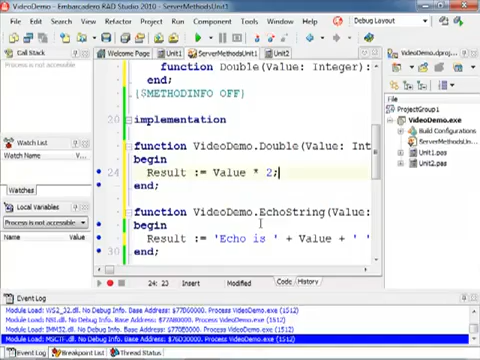 VideoDemo - Embarcadero RAD Studio 2010 - ServerMethodsUnit1
File Edit Search View Refactor Project Run Component Tools Window Help
Debug Layout
Call Stack
Process is not accessible
Watch List
Watch Name
Watches
Local Variables
Process is not accessible
Name
Welcome Page Unit1 ServerMethodsUnit1 Unit2
function Double(Value: Integer):
end;
{$METHODINFO OFF}
20 implementation
function VideoDemo.Double(Value: Int
begin
24 Result := Value * 2;
end;
function VideoDemo.EchoString(Value:
begin
Result := 'Echo is ' + Value + ' '
30 end;
24: 23 Insert Modified Code History
File
ProjectGroup1
VideoDemo.exe
Build Configurations
ServerMethodsUn
Unit1.pas
Unit2.pas
Event Log
Module Load: WS2_32.dll. No Debug Info. Base Address: $77D60000. Process VideoDemo.exe (1512)
Module Load: NSI.dll. No Debug Info. Base Address: $77A80000. Process VideoDemo.exe (1512)
Module Load: IMM32.dll. No Debug Info. Base Address: $770E0000. Process VideoDemo.exe (1512)
Module Load: MSCTF.dll. No Debug Info. Base Address: $76D30000. Process VideoDemo.exe (1512)
Event Log Breakpoint List Thread Status